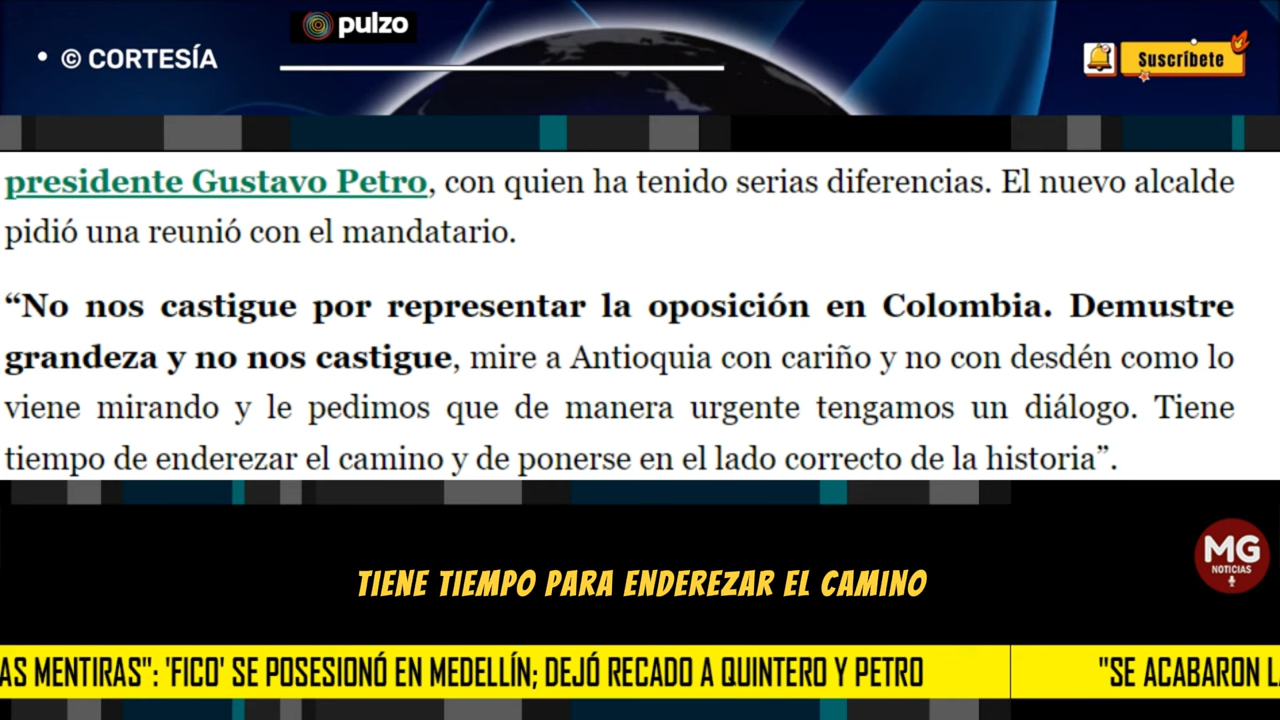 pulzo
• © CORTESÍA
Suscríbete
presidente Gustavo Petro, con quien ha tenido serias diferencias. El nuevo alcalde
pidió una reunió con el mandatario.
“No nos castigue por representar la oposición en Colombia. Demustre
grandeza y no nos castigue, mire a Antioquia con cariño y no con desdén como lo
viene mirando y le pedimos que de manera urgente tengamos un diálogo. Tiene
tiempo de enderezar el camino y de ponerse en el lado correcto de la historia”.
MG
NOTICIAS
TIENE TIEMPO PARA ENDEREZAR EL CAMINO
AS MENTIRAS": 'FICO' SE POSESIONÓ EN MEDELLÍN; DEJÓ RECADO A QUINTERO Y PETRO
"SE ACABARON L